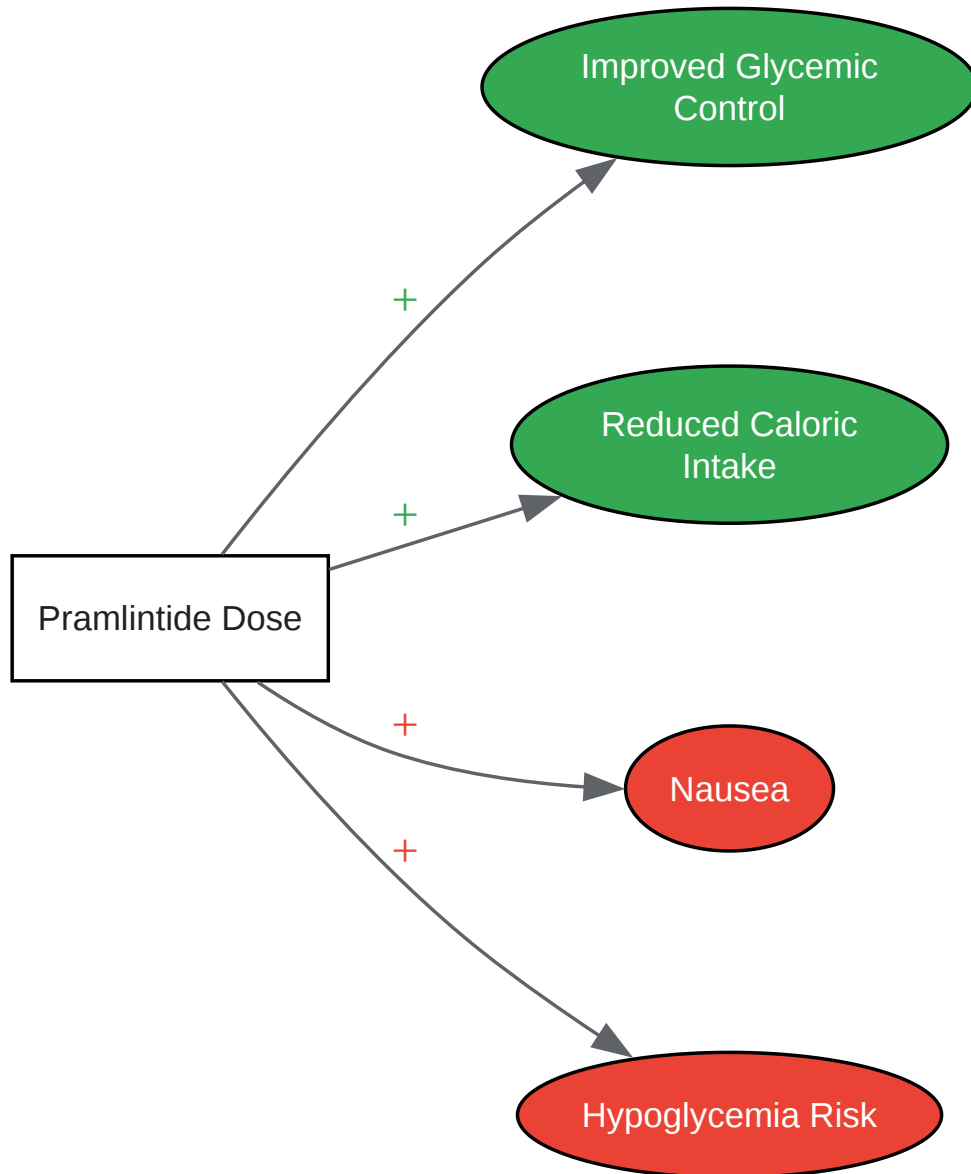 Improved Glycemic
Control
+
Reduced Caloric
Intake
+
Pramlintide Dose
+
Nausea
+
Hypoglycemia Risk